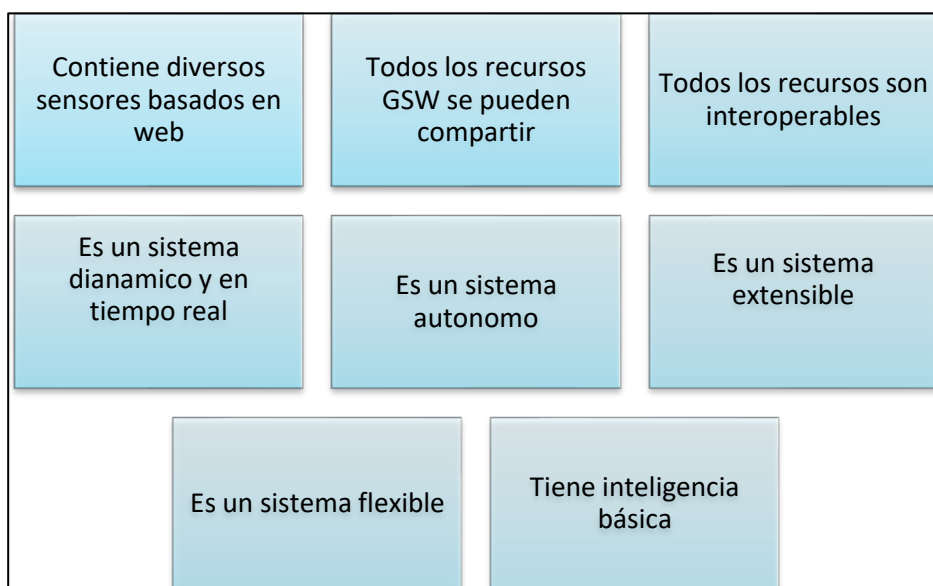 Contiene diversos
sensores basados en
web
Todos los recursos
GSW se pueden
compartir
Todos los recursos son
interoperables
Es un sistema
dianamico y en
tiempo real
Es un sistema
autonomo
Es un sistema
extensible
Es un sistema flexible
Tiene inteligencia
básica